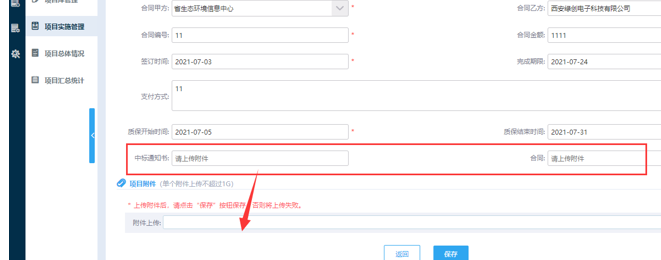 合同甲方: 省生态环境信息中心 * 合同乙方: 西安绿创电子科技有限公司
项目实施管理
合同编号: 11 * 合同金额: 1111
项目总体情况
签订时间: 2021-07-03 * 完成期限: 2021-07-24
项目汇总统计
支付方式: 11
质保开始时间: 2021-07-05 * 质保结束时间: 2021-07-31
中标通知书: 请上传附件 合同: 请上传附件
项目附件 (单个附件上传不超过1G)
* 上传附件后，请点击“保存”按钮保存，否则将上传失败。
附件上传:
返回 保存